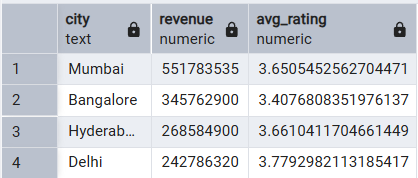 city revenue avg_rating
text numeric numeric
1 Mumbai 551783535 3.6505452562704471
2 Bangalore 345762900 3.4076808351976137
3 Hyderab... 268584900 3.6610411704661449
4 Delhi 242786320 3.7792982113185417